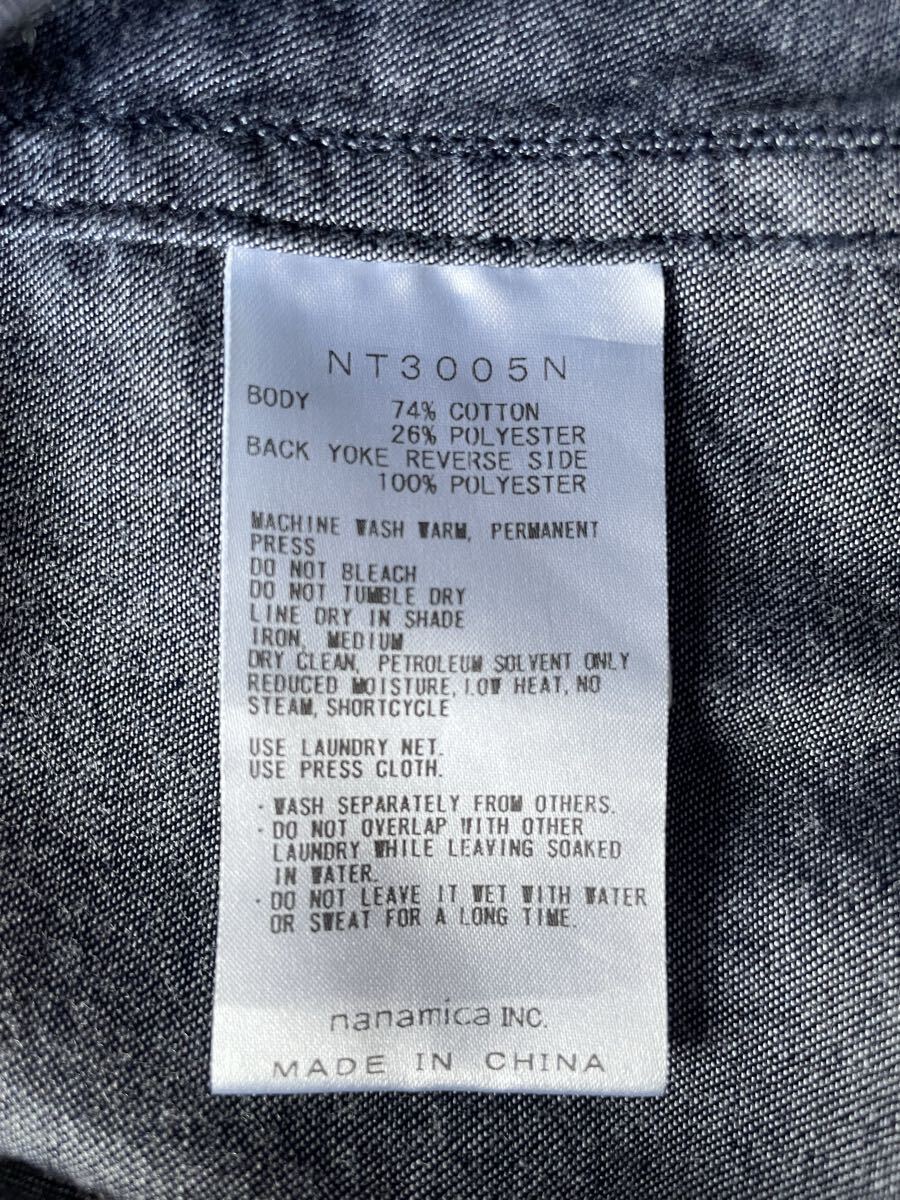 NT3005N
BODY 74% COTTON
26% POLYESTER
BACK YOKE REVERSE SIDE
100% POLYESTER
MACHINE WASH WARM, PERMANENT
PRESS
DO NOT BLEACH
DO NOT TUMBLE DRY
LINE DRY IN SHADE
IRON, MEDIUM
DRY CLEAN, PETROLEUM SOLVENT ONLY
REDUCED MOISTURE, LOW HEAT, NO
STEAM, SHORTCYCLE
USE LAUNDRY NET.
USE PRESS CLOTH.
· WASH SEPARATELY FROM OTHERS.
· DO NOT OVERLAP WITH OTHER
LAUNDRY WHILE LEAVING SOAKED
IN WATER.
· DO NOT LEAVE IT WET WITH WATER
OR SWEAT FOR A LONG TIME.
nanamica INC.
MADE IN CHINA